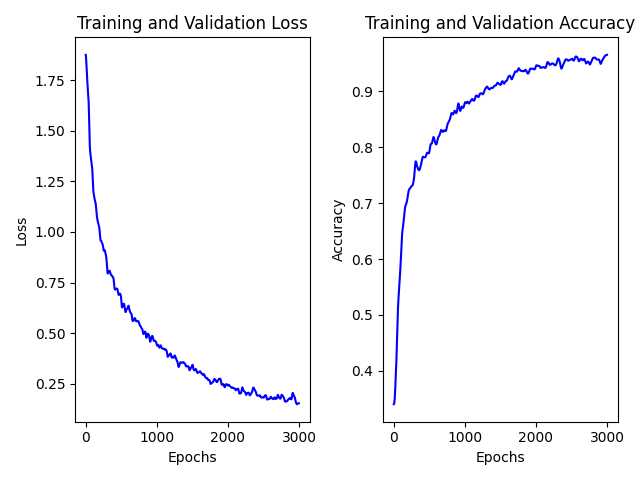 Training and Validation Loss
1.75
1.50
1.25
1.00
0.75
0.50
0.25
Loss
0 1000 2000 3000
Epochs
Training and Validation Accuracy
0.9
0.8
0.7
0.6
0.5
0.4
Accuracy
0 1000 2000 3000
Epochs